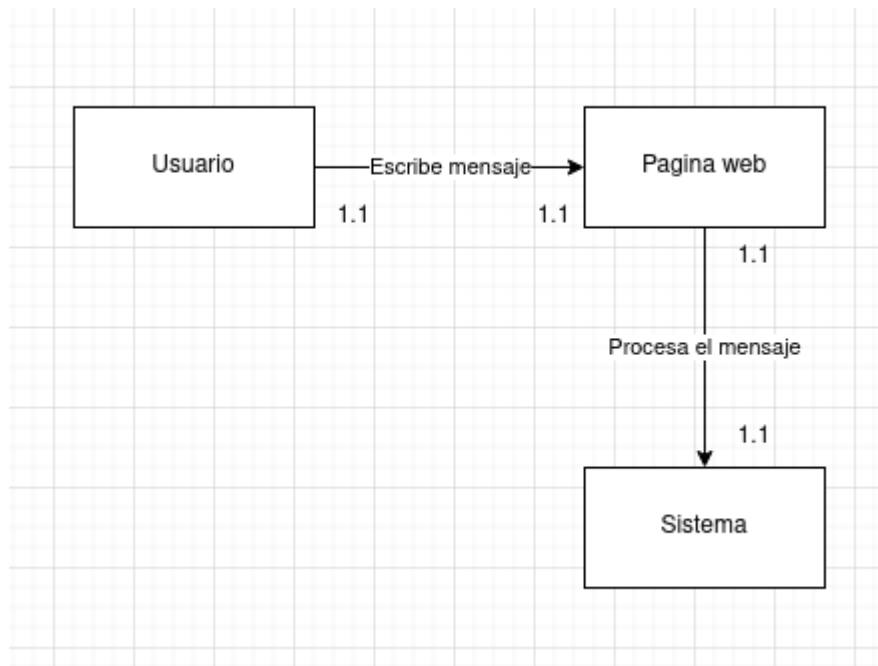 Usuario
Escribe mensaje
Pagina web
1.1
1.1
1.1
Procesa el mensaje
1.1
Sistema